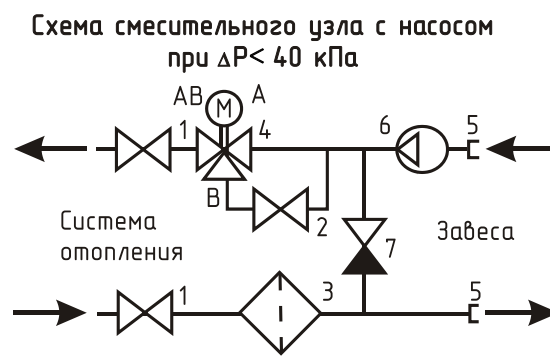 Схема смесительного узла с насосом
при ΔP< 40 кПа
АВ М А
1 4 6 5
В 2
Система
отопления
Завеса
7
1 3 5